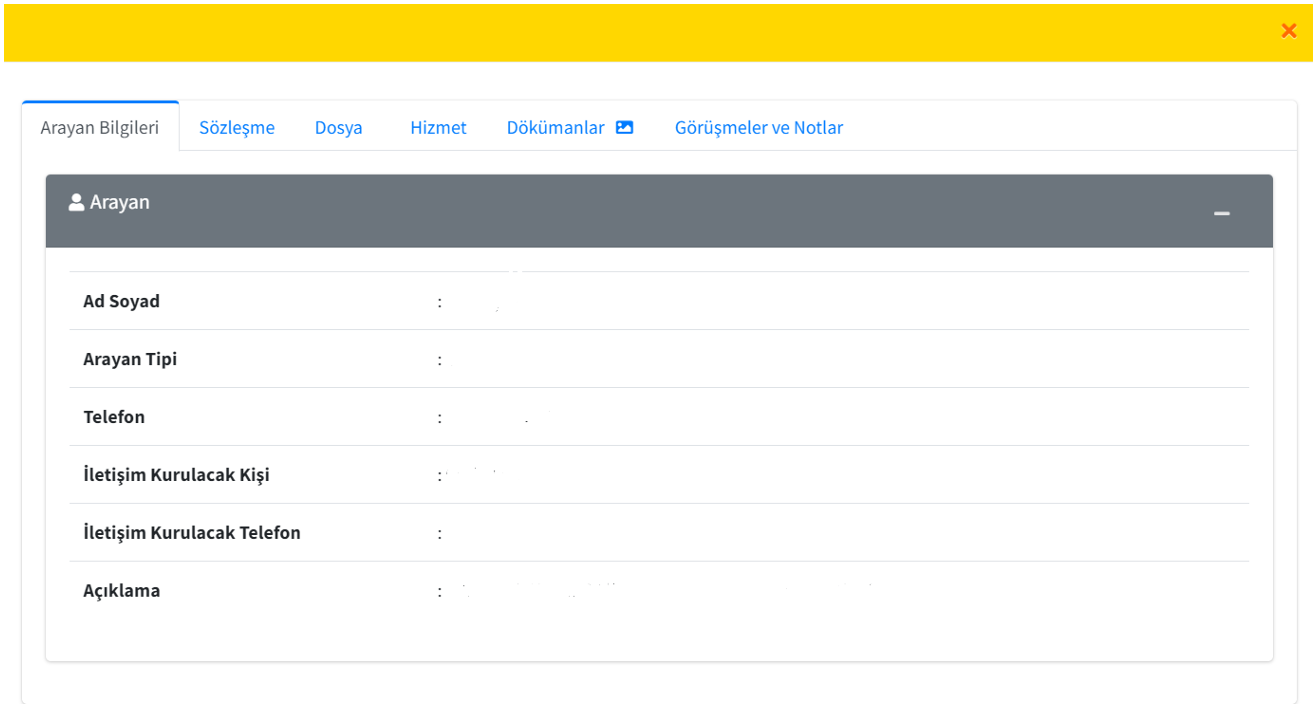 Arayan Bilgileri Sözleşme Dosya Hizmet Dökümanlar Görüşmeler ve Notlar
Arayan
Ad Soyad :
Arayan Tipi :
Telefon :
İletişim Kurulacak Kişi :
İletişim Kurulacak Telefon :
Açıklama :